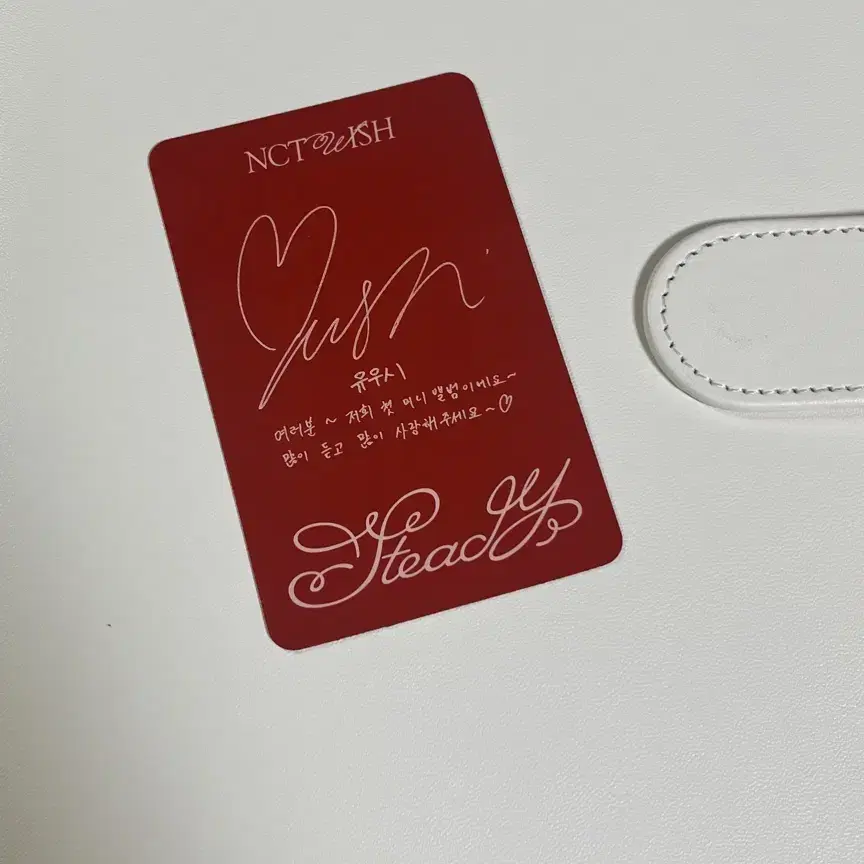 NCT WISH
Yushi
유우시
여러분 ~ 저희 첫 미니 앨범이에요~
많이 듣고 많이 사랑해주세요~♡
Steady